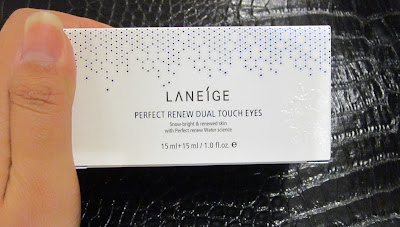 LANEIGE
PERFECT RENEW DUAL TOUCH EYES
Snow-bright & renewed skin
with Perfect renew Water science
15 ml+15 ml/1.0 fl.oz. ℮